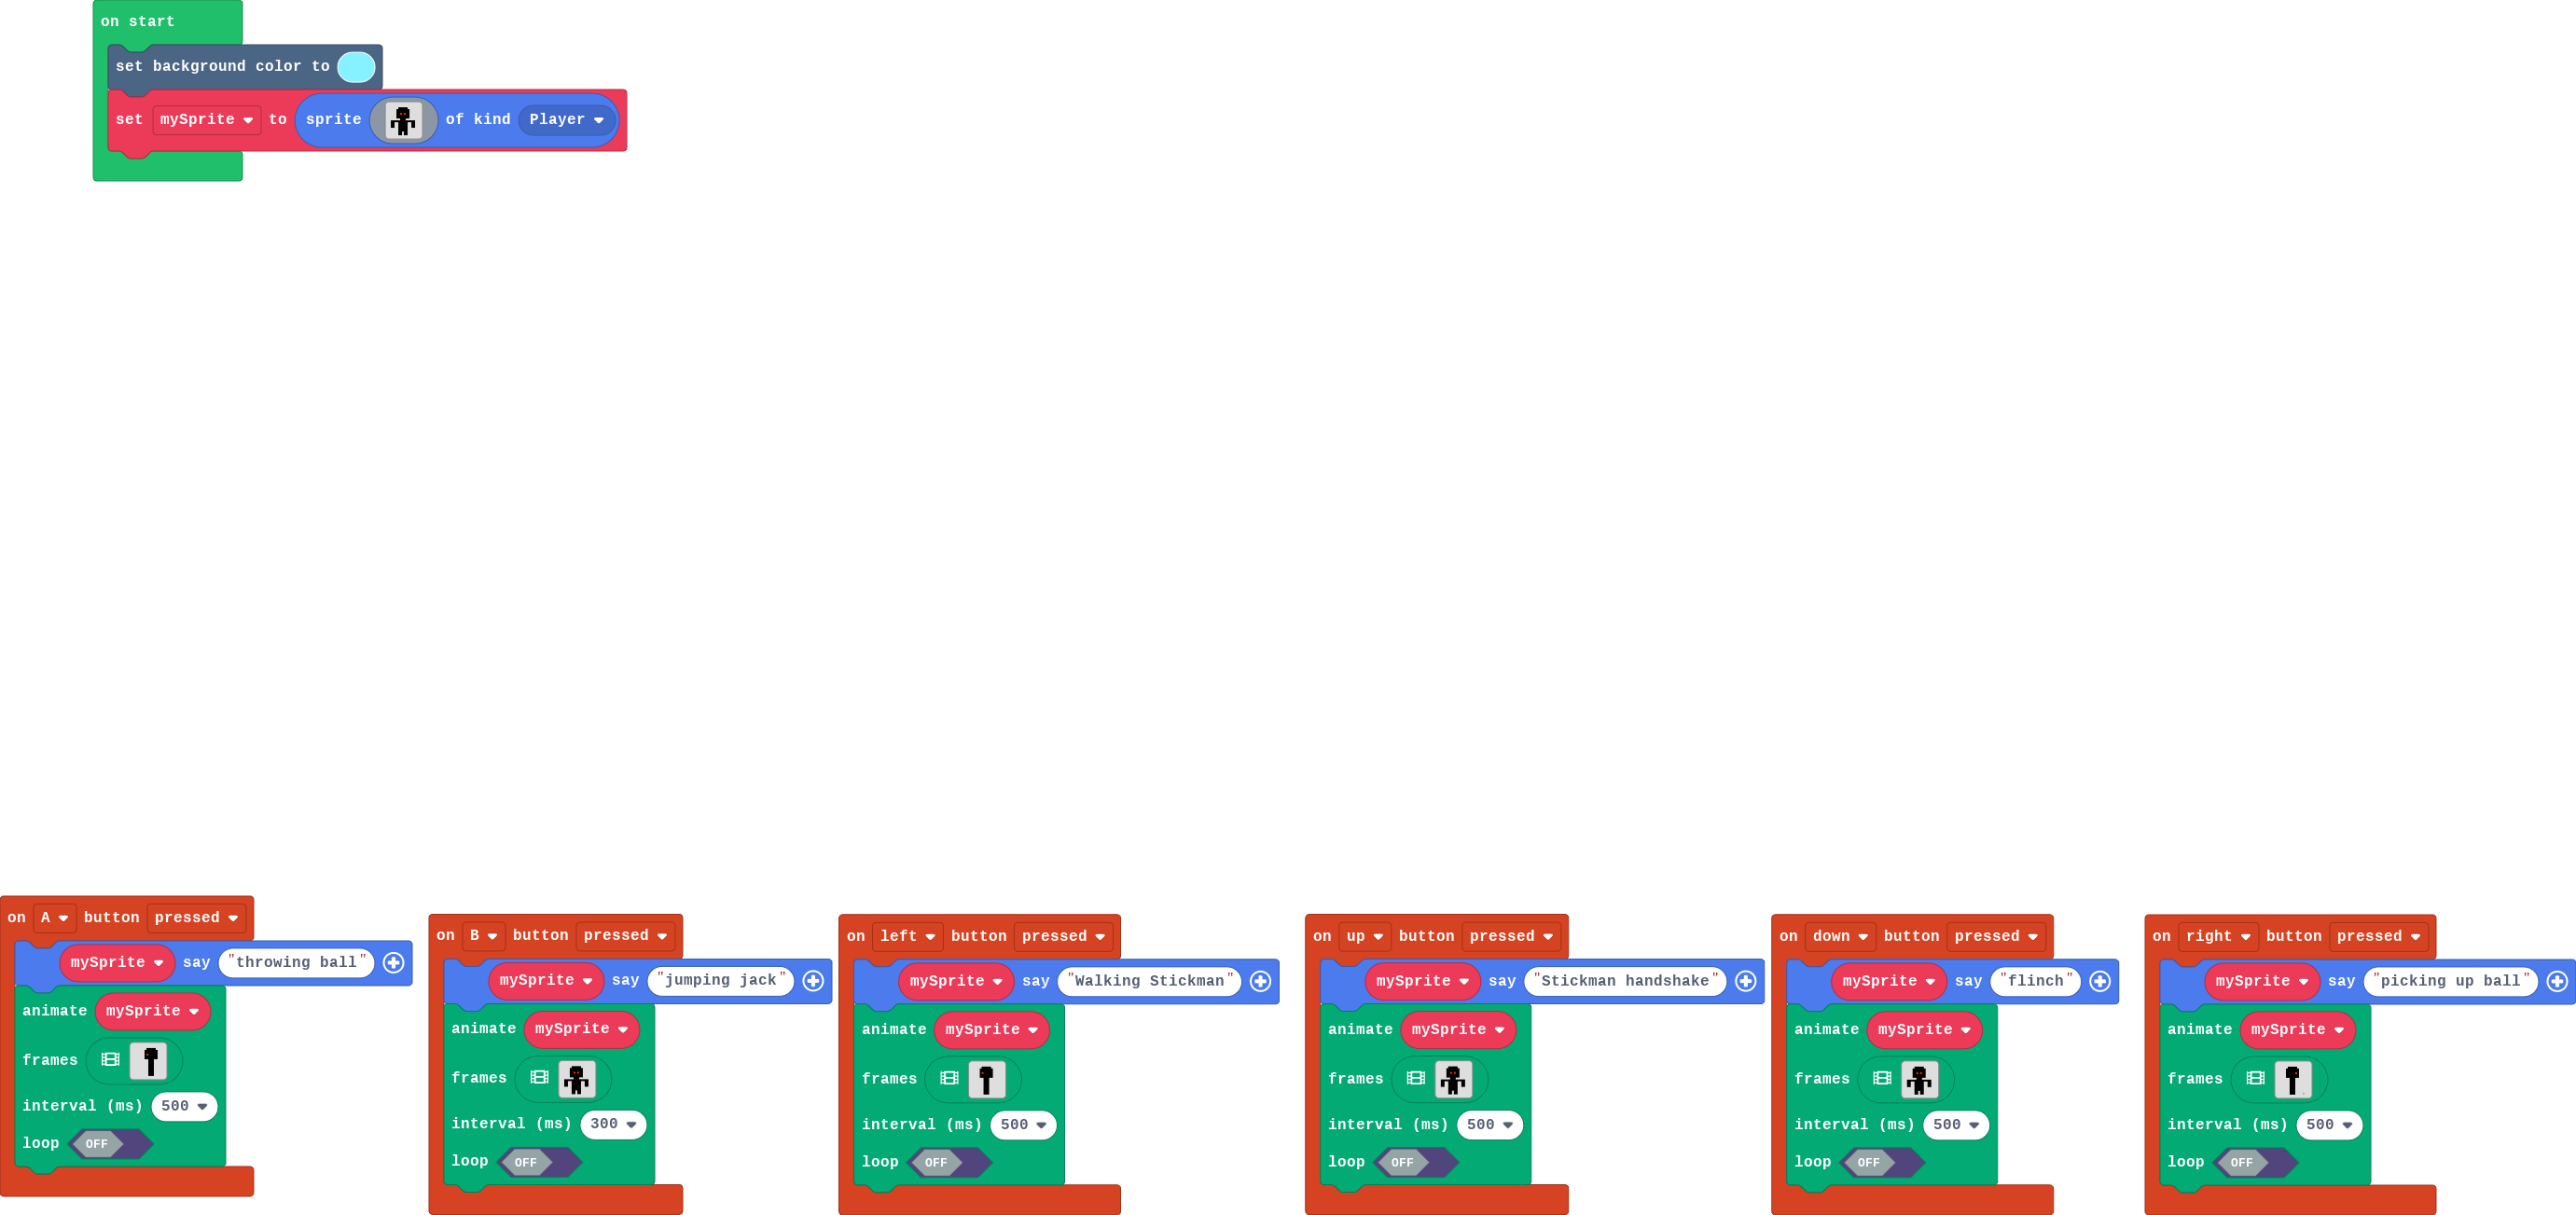 on start
set background color to
set mySprite to sprite of kind Player
on A button pressed
mySprite say "throwing ball"
animate mySprite
frames
interval (ms) 500
loop OFF
on B button pressed
mySprite say "jumping jack"
animate mySprite
frames
interval (ms) 300
loop OFF
on left button pressed
mySprite say "Walking Stickman"
animate mySprite
frames
interval (ms) 500
loop OFF
on up button pressed
mySprite say "Stickman handshake"
animate mySprite
frames
interval (ms) 500
loop OFF
on down button pressed
mySprite say "flinch"
animate mySprite
frames
interval (ms) 500
loop OFF
on right button pressed
mySprite say "picking up ball"
animate mySprite
frames
interval (ms) 500
loop OFF